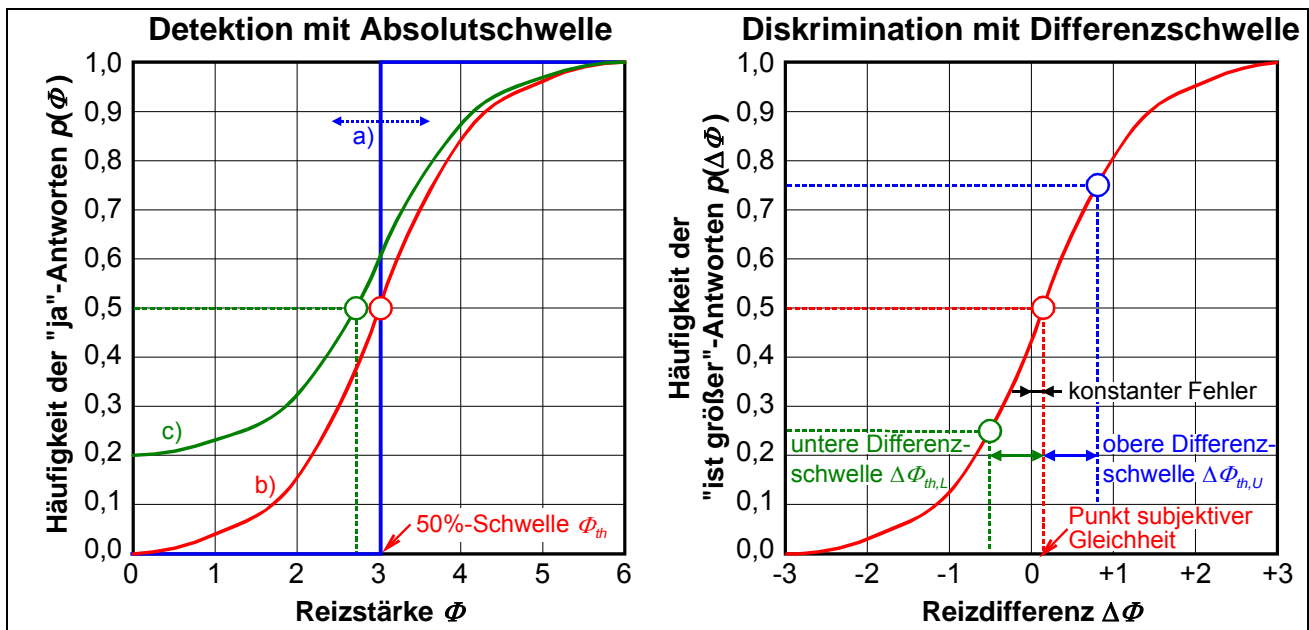 Detektion mit Absolutschwelle
Häufigkeit der "ja"-Antworten p(Φ)
1,0
0,9
0,8
0,7
0,6
0,5
0,4
0,3
0,2
0,1
0,0
a)
c)
b)
50%-Schwelle Φth
0
1
2
3
4
5
6
Reizstärke Φ
Diskrimination mit Differenzschwelle
Häufigkeit der
"ist größer"-Antworten p(ΔΦ)
1,0
0,9
0,8
0,7
0,6
0,5
0,4
0,3
0,2
0,1
0,0
konstanter Fehler
untere Differenz-
schwelle ΔΦth,L
obere Differenz-
schwelle ΔΦth,U
Punkt subjektiver
Gleichheit
-3
-2
-1
0
+1
+2
+3
Reizdifferenz ΔΦ